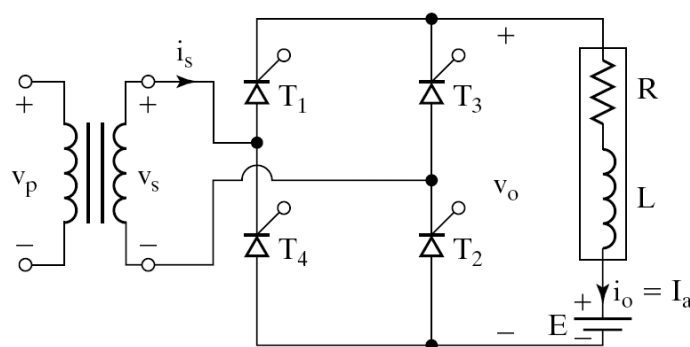 i_s
+
T_1
T_3
R
+
+
v_p
v_s
v_o
L
−
−
T_4
T_2
+
i_o = I_a
E
−
−